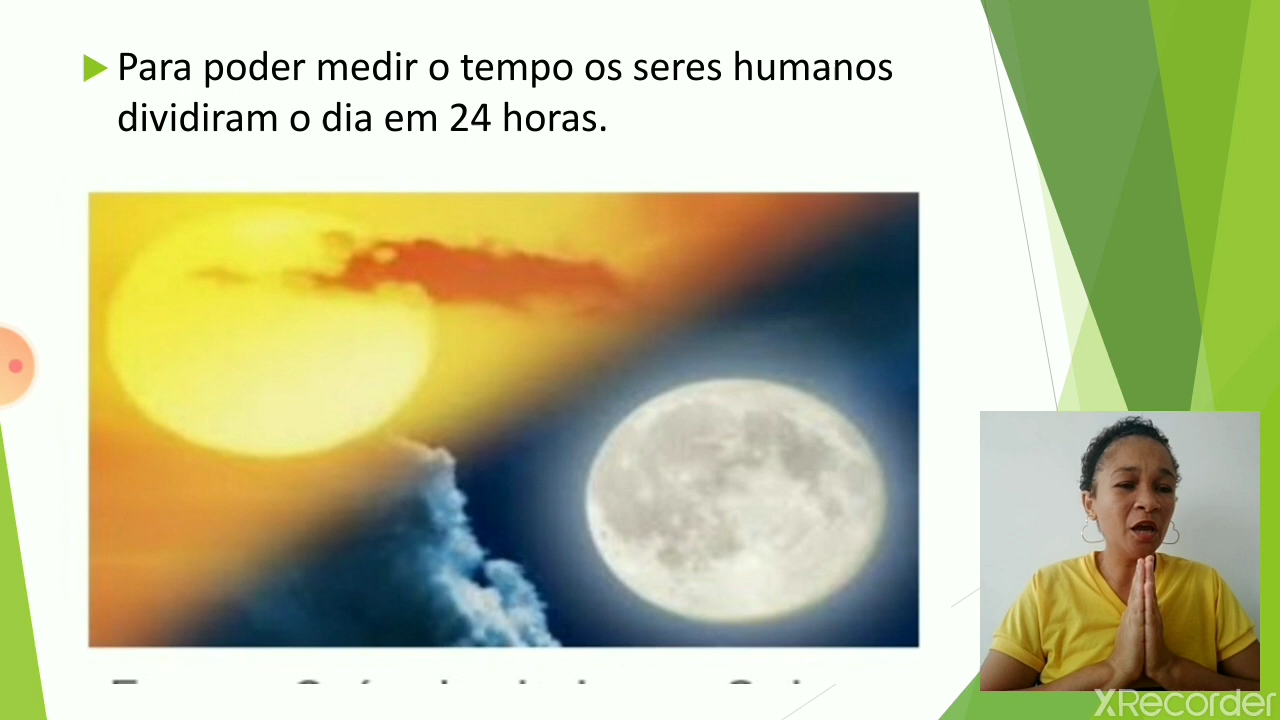 Para poder medir o tempo os seres humanos
dividiram o dia em 24 horas.
XRecorder